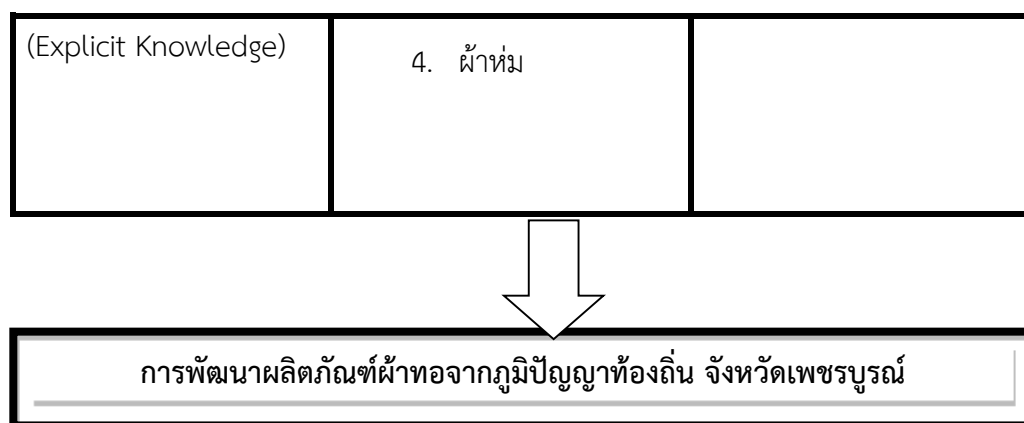 (Explicit Knowledge)
4. ผ้าห่ม
การพัฒนาผลิตภัณฑ์ผ้าทอจากภูมิปัญญาท้องถิ่น จังหวัดเพชรบูรณ์